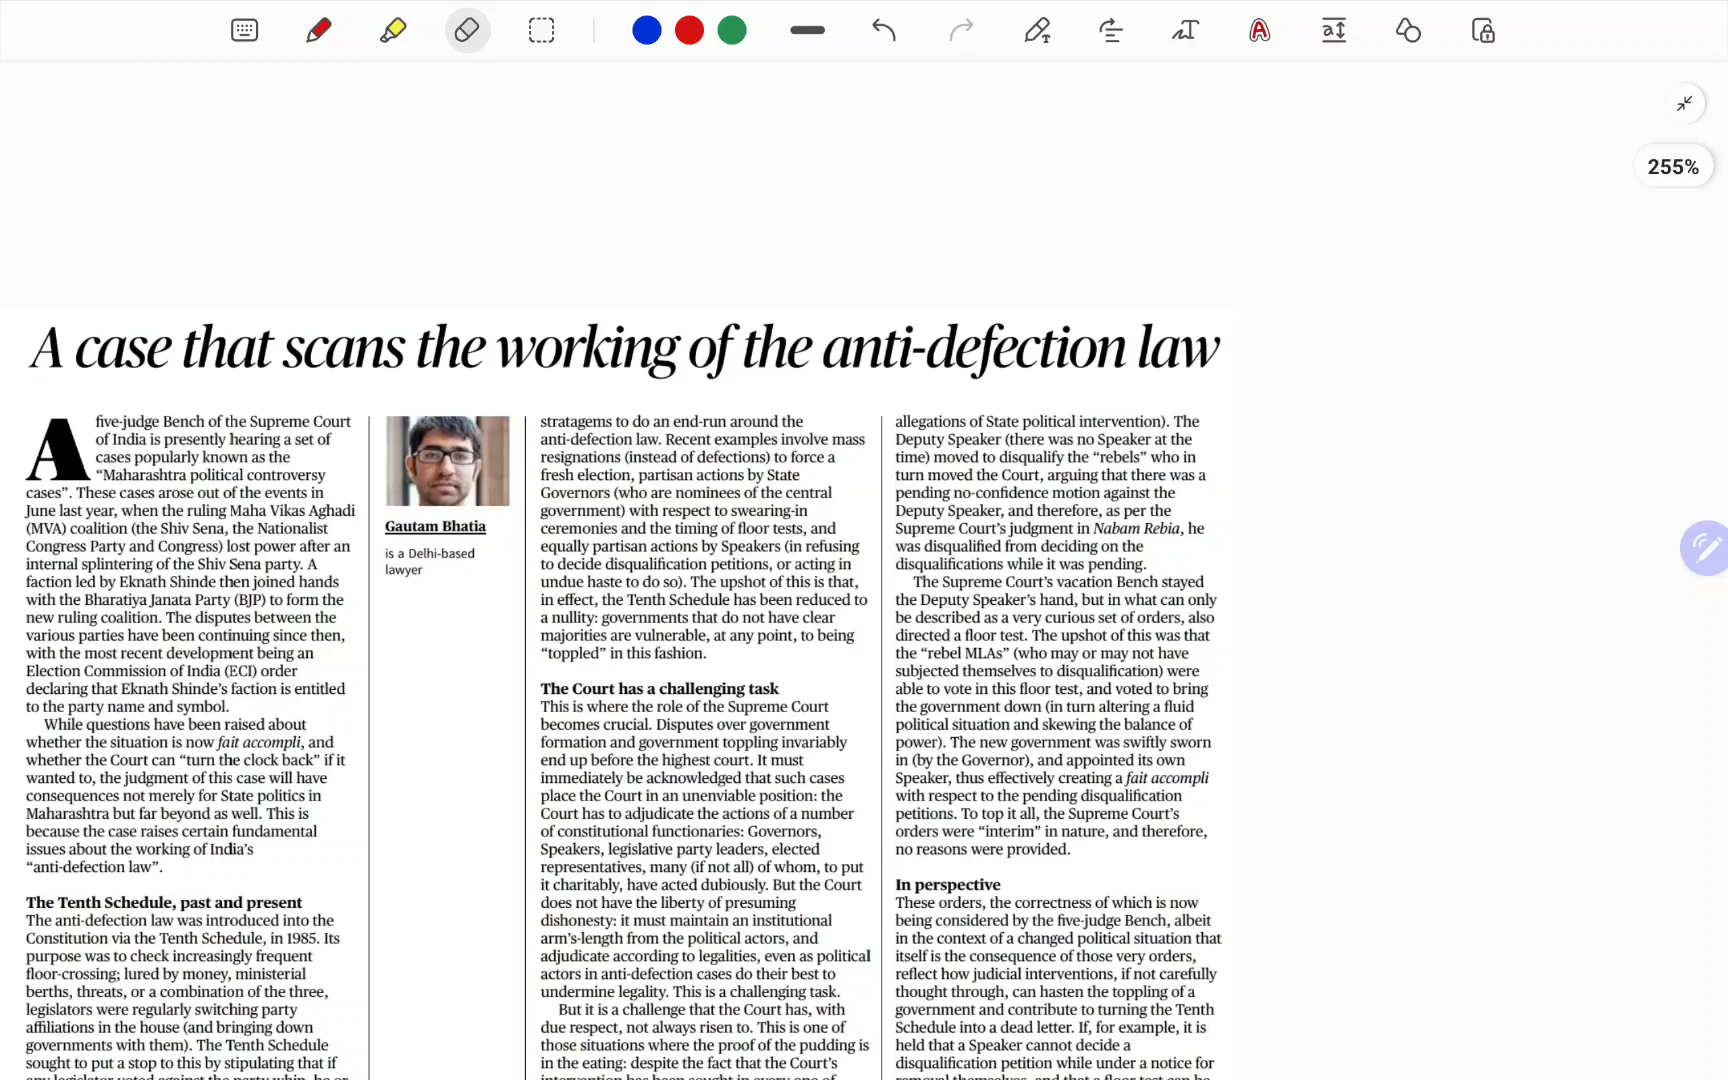 255%
A case that scans the working of the anti-defection law
A five-judge Bench of the Supreme Court
of India is presently hearing a set of
cases popularly known as the
“Maharashtra political controversy
cases”. These cases arose out of the events in
June last year, when the ruling Maha Vikas Aghadi
(MVA) coalition (the Shiv Sena, the Nationalist
Congress Party and Congress) lost power after an
internal splintering of the Shiv Sena party. A
faction led by Eknath Shinde then joined hands
with the Bharatiya Janata Party (BJP) to form the
new ruling coalition. The disputes between the
various parties have been continuing since then,
with the most recent development being an
Election Commission of India (ECI) order
declaring that Eknath Shinde’s faction is entitled
to the party name and symbol.
While questions have been raised about
whether the situation is now fait accompli, and
whether the Court can “turn the clock back” if it
wanted to, the judgment of this case will have
consequences not merely for State politics in
Maharashtra but far beyond as well. This is
because the case raises certain fundamental
issues about the working of India’s
“anti-defection law”.
The Tenth Schedule, past and present
The anti-defection law was introduced into the
Constitution via the Tenth Schedule, in 1985. Its
purpose was to check increasingly frequent
floor-crossing; lured by money, ministerial
berths, threats, or a combination of the three,
legislators were regularly switching party
affiliations in the house (and bringing down
governments with them). The Tenth Schedule
sought to put a stop to this by stipulating that if
any legislator voted against the party whip, he or
Gautam Bhatia
is a Delhi-based
lawyer
stratagems to do an end-run around the
anti-defection law. Recent examples involve mass
resignations (instead of defections) to force a
fresh election, partisan actions by State
Governors (who are nominees of the central
government) with respect to swearing-in
ceremonies and the timing of floor tests, and
equally partisan actions by Speakers (in refusing
to decide disqualification petitions, or acting in
undue haste to do so). The upshot of this is that,
in effect, the Tenth Schedule has been reduced to
a nullity: governments that do not have clear
majorities are vulnerable, at any point, to being
“toppled” in this fashion.
The Court has a challenging task
This is where the role of the Supreme Court
becomes crucial. Disputes over government
formation and government toppling invariably
end up before the highest court. It must
immediately be acknowledged that such cases
place the Court in an unenviable position: the
Court has to adjudicate the actions of a number
of constitutional functionaries: Governors,
Speakers, legislative party leaders, elected
representatives, many (if not all) of whom, to put
it charitably, have acted dubiously. But the Court
does not have the liberty of presuming
dishonesty: it must maintain an institutional
arm’s-length from the political actors, and
adjudicate according to legalities, even as political
actors in anti-defection cases do their best to
undermine legality. This is a challenging task.
But it is a challenge that the Court has, with
due respect, not always risen to. This is one of
those situations where the proof of the pudding is
in the eating: despite the fact that the Court’s
intervention has been sought in every one of
allegations of State political intervention). The
Deputy Speaker (there was no Speaker at the
time) moved to disqualify the “rebels” who in
turn moved the Court, arguing that there was a
pending no-confidence motion against the
Deputy Speaker, and therefore, as per the
Supreme Court’s judgment in Nabam Rebia, he
was disqualified from deciding on the
disqualifications while it was pending.
The Supreme Court’s vacation Bench stayed
the Deputy Speaker’s hand, but in what can only
be described as a very curious set of orders, also
directed a floor test. The upshot of this was that
the “rebel MLAs” (who may or may not have
subjected themselves to disqualification) were
able to vote in this floor test, and voted to bring
the government down (in turn altering a fluid
political situation and skewing the balance of
power). The new government was swiftly sworn
in (by the Governor), and appointed its own
Speaker, thus effectively creating a fait accompli
with respect to the pending disqualification
petitions. To top it all, the Supreme Court’s
orders were “interim” in nature, and therefore,
no reasons were provided.
In perspective
These orders, the correctness of which is now
being considered by the five-judge Bench, albeit
in the context of a changed political situation that
itself is the consequence of those very orders,
reflect how judicial interventions, if not carefully
thought through, can hasten the toppling of a
government and contribute to turning the Tenth
Schedule into a dead letter. If, for example, it is
held that a Speaker cannot decide a
disqualification petition while under a notice for